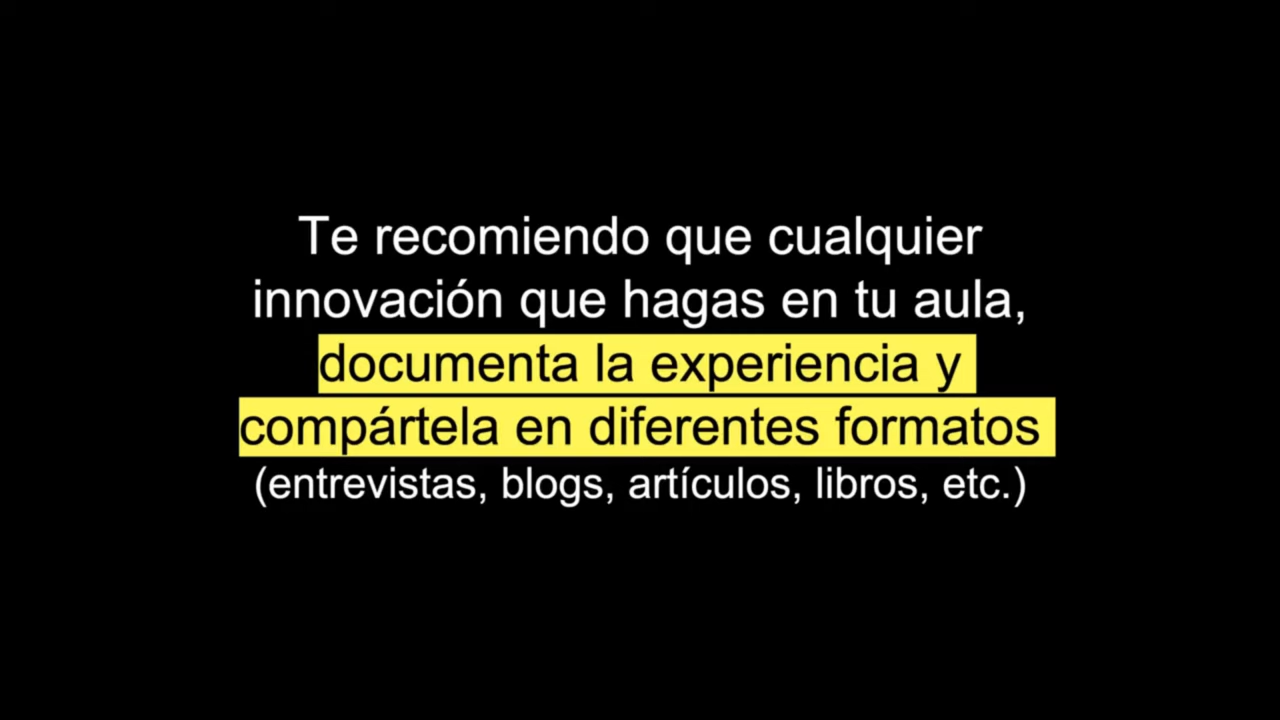 Te recomiendo que cualquier
innovación que hagas en tu aula,
documenta la experiencia y
compártela en diferentes formatos
(entrevistas, blogs, artículos, libros, etc.)